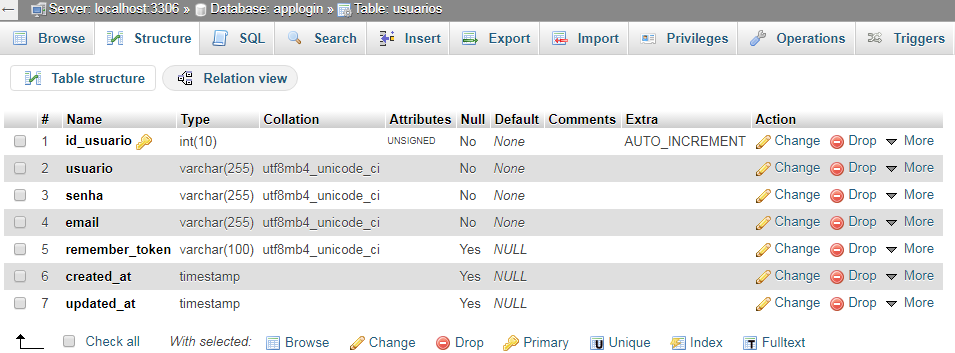 Server: localhost:3306 » Database: applogin » Table: usuarios
Browse Structure SQL Search Insert Export Import Privileges Operations Triggers
Table structure Relation view
# Name Type Collation Attributes Null Default Comments Extra Action
1 id_usuario int(10) UNSIGNED No None AUTO_INCREMENT Change Drop More
2 usuario varchar(255) utf8mb4_unicode_ci No None Change Drop More
3 senha varchar(255) utf8mb4_unicode_ci No None Change Drop More
4 email varchar(255) utf8mb4_unicode_ci No None Change Drop More
5 remember_token varchar(100) utf8mb4_unicode_ci Yes NULL Change Drop More
6 created_at timestamp Yes NULL Change Drop More
7 updated_at timestamp Yes NULL Change Drop More
Check all With selected: Browse Change Drop Primary Unique Index Fulltext